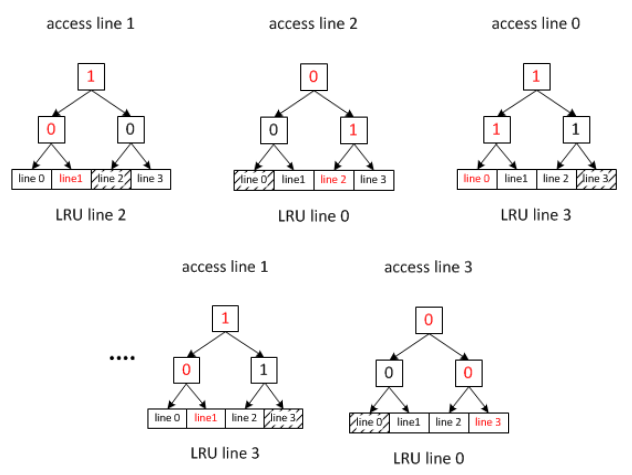 access line 1
access line 2
access line 0
1
0
1
0 0
0 1
1 1
line 0 line1 line 2 line 3
line 0 line1 line 2 line 3
line 0 line1 line 2 line 3
LRU line 2
LRU line 0
LRU line 3
access line 1
access line 3
....
1
0
0 1
0 0
line 0 line1 line 2 line 3
line 0 line1 line 2 line 3
LRU line 3
LRU line 0